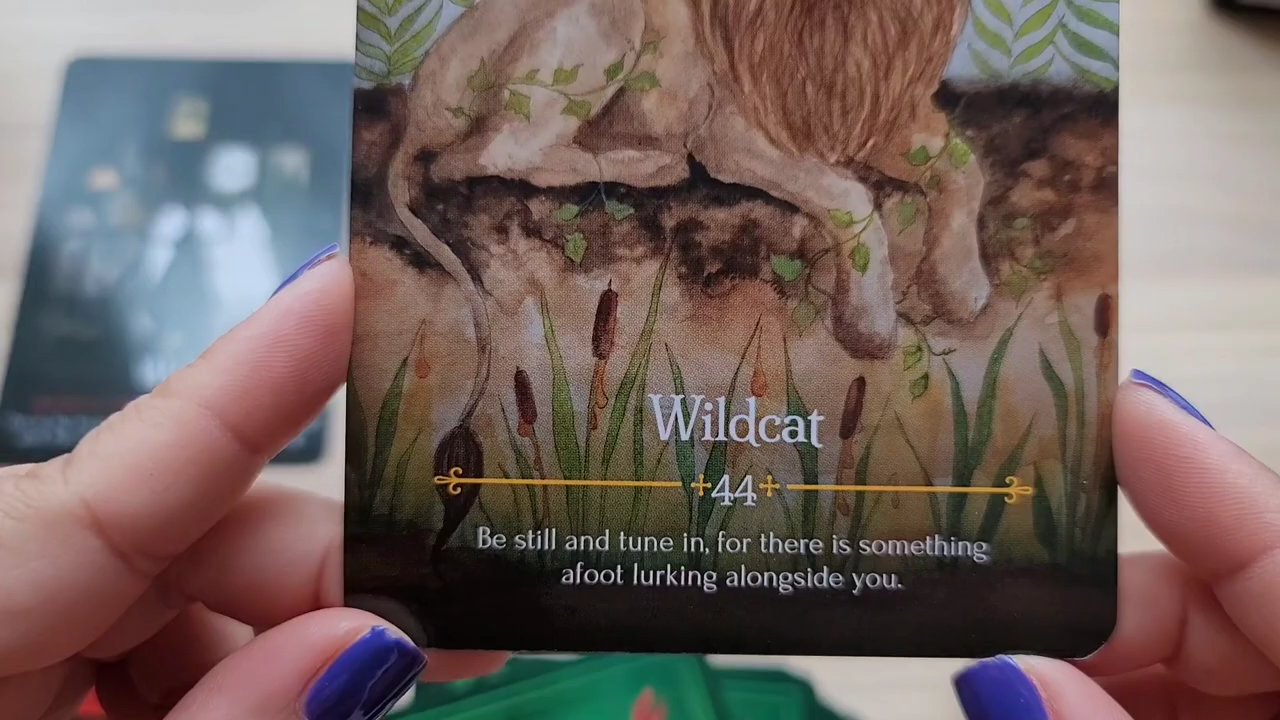 Wildcat
44
Be still and tune in, for there is something
afoot lurking alongside you.